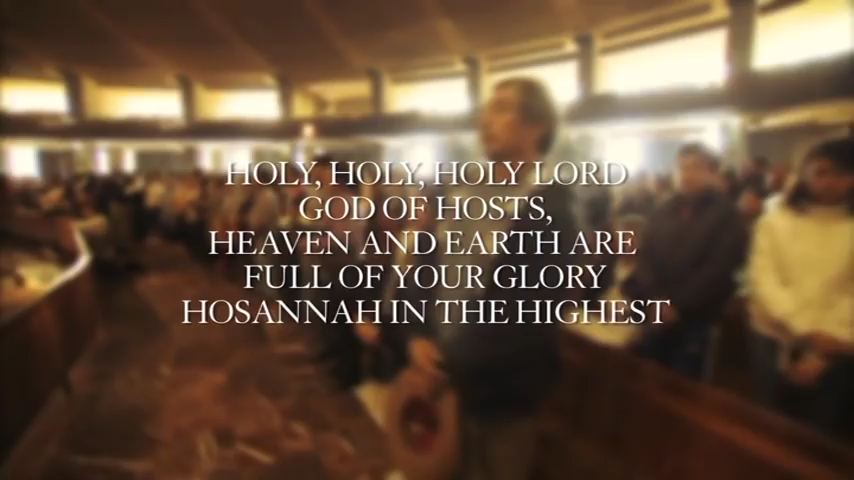 HOLY, HOLY, HOLY LORD
GOD OF HOSTS,
HEAVEN AND EARTH ARE
FULL OF YOUR GLORY
HOSANNAH IN THE HIGHEST